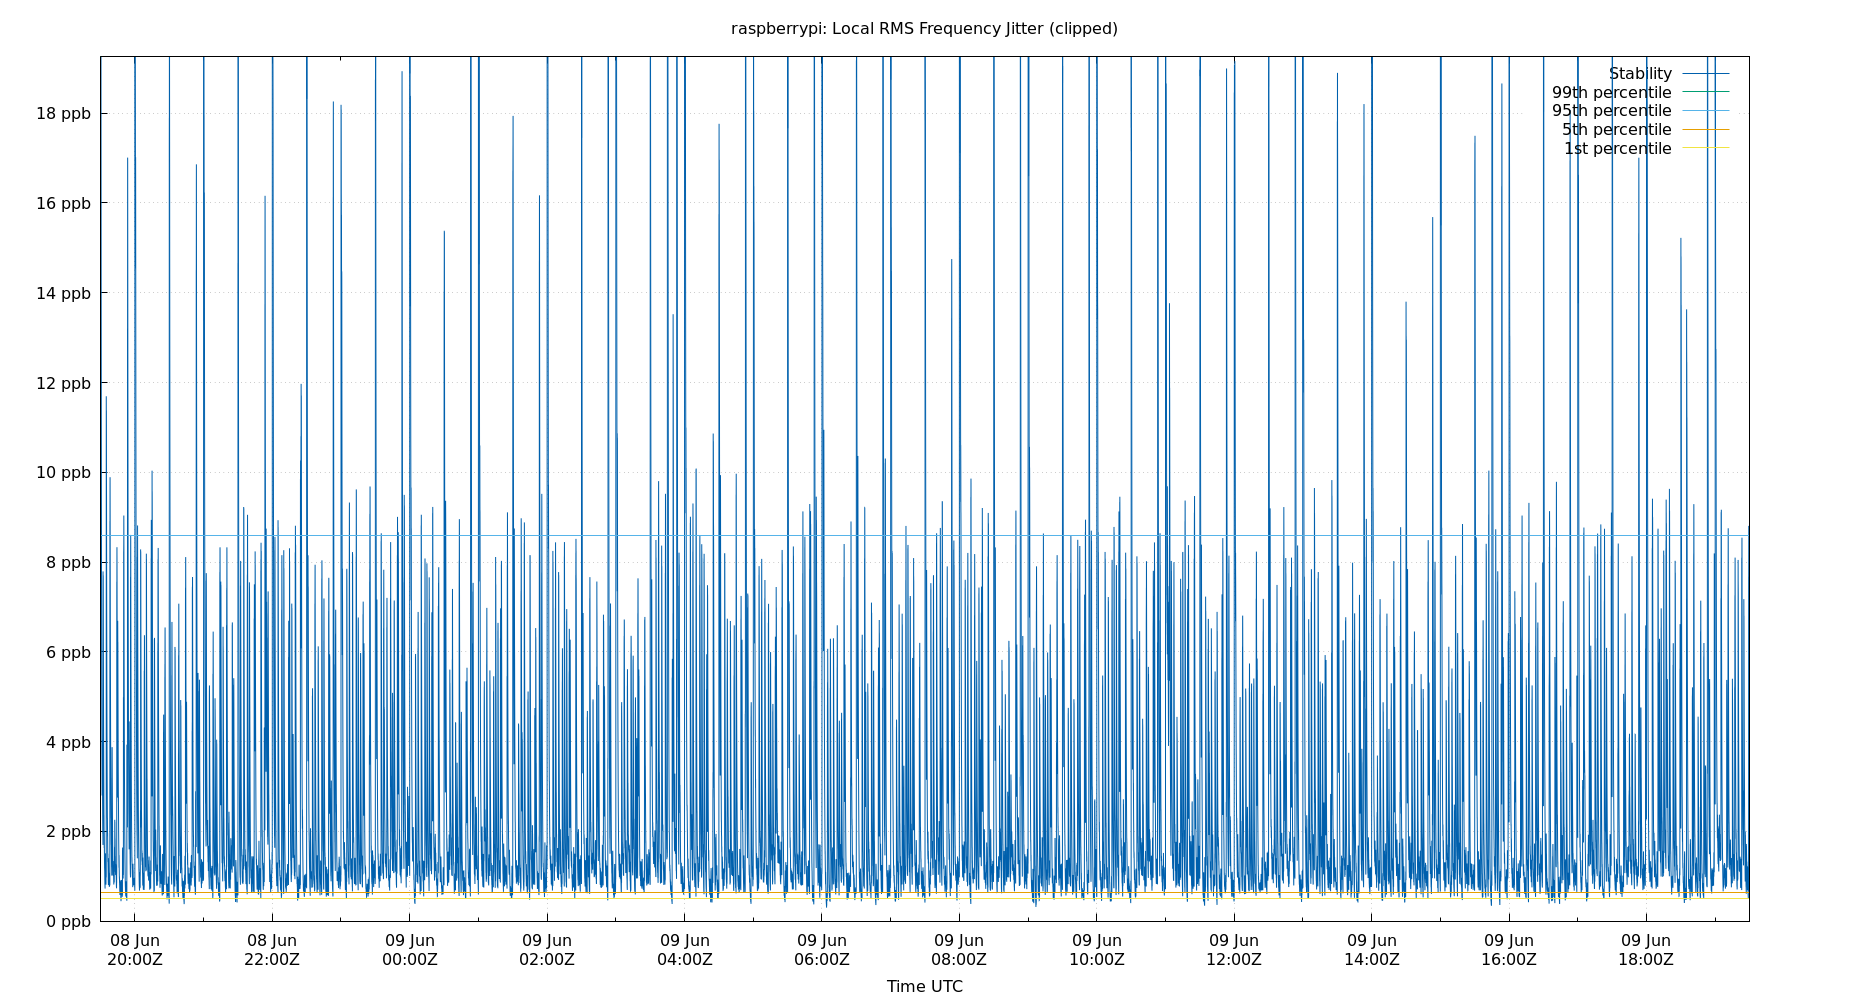 raspberrypi: Local RMS Frequency Jitter (clipped)
Stability
99th percentile
95th percentile
5th percentile
1st percentile
18 ppb
16 ppb
14 ppb
12 ppb
10 ppb
8 ppb
6 ppb
4 ppb
2 ppb
0 ppb
08 Jun 08 Jun 09 Jun 09 Jun 09 Jun 09 Jun 09 Jun 09 Jun 09 Jun 09 Jun 09 Jun 09 Jun
20:00Z 22:00Z 00:00Z 02:00Z 04:00Z 06:00Z 08:00Z 10:00Z 12:00Z 14:00Z 16:00Z 18:00Z
Time UTC